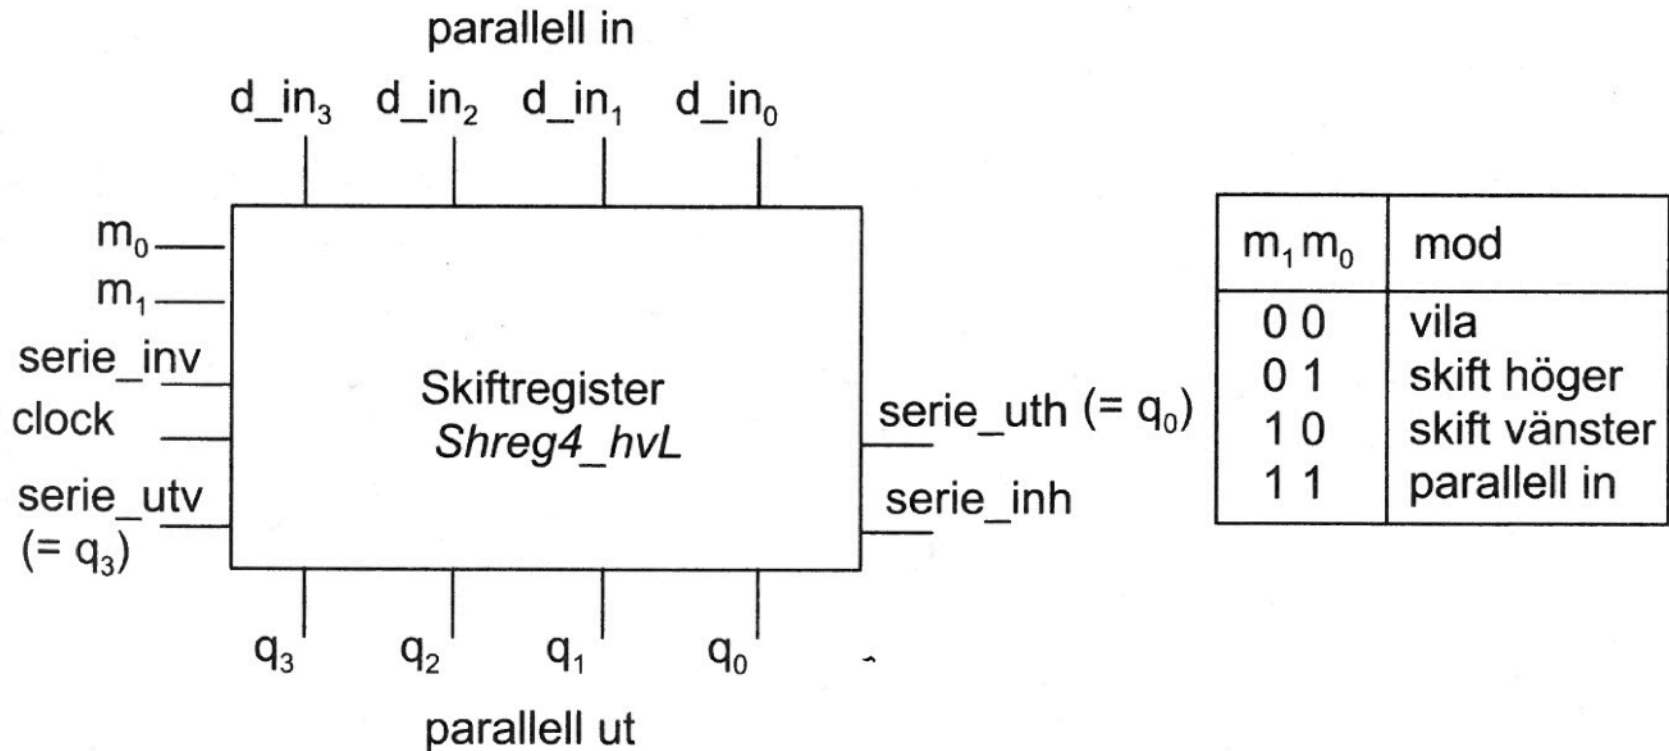 parallell in
d_in₃ d_in₂ d_in₁ d_in₀
m₀
m₁
serie_inv
clock
serie_utv
(= q₃)
Skiftregister
Shreg4_hvL
serie_uth (= q₀)
serie_inh
q₃ q₂ q₁ q₀
parallell ut
m₁ m₀ mod
0 0 vila
0 1 skift höger
1 0 skift vänster
1 1 parallell in